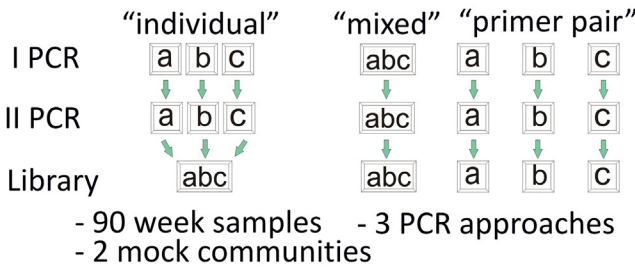 “individual” “mixed” “primer pair”
I PCR a b c abc a b c
II PCR a b c abc a b c
Library abc abc a b c
- 90 week samples - 3 PCR approaches
- 2 mock communities